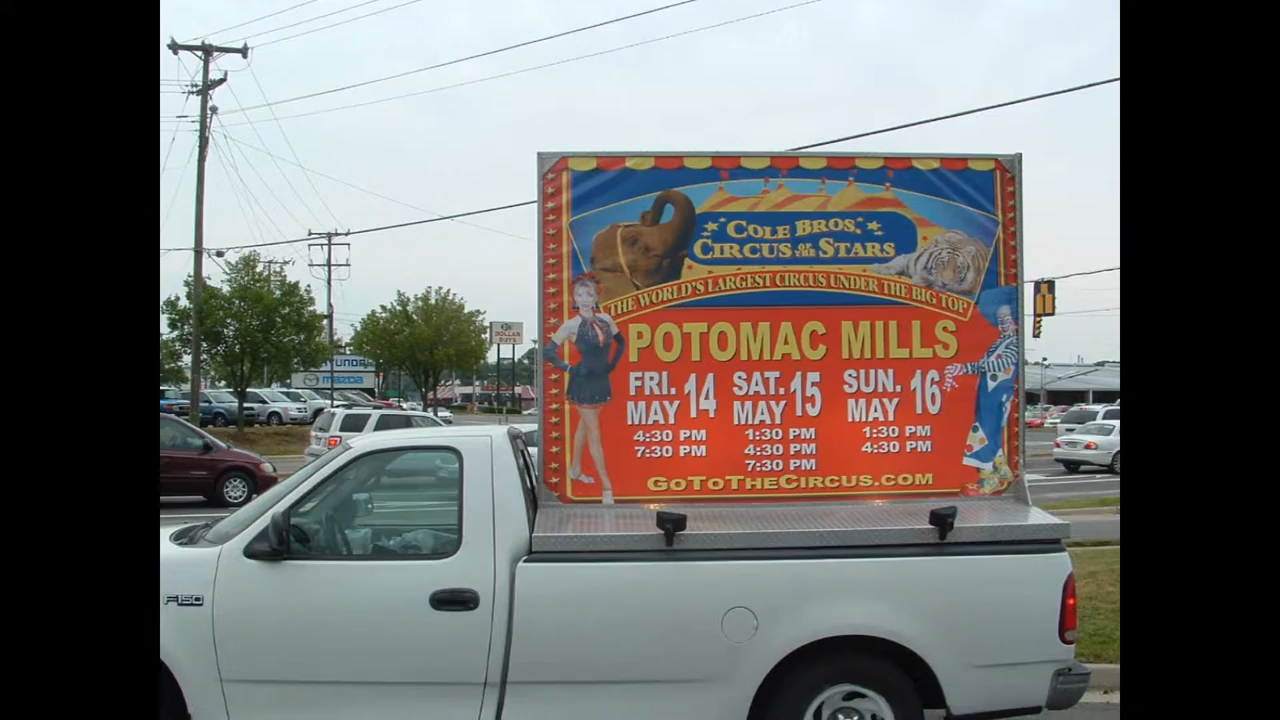 COLE BROS.
CIRCUS OF THE STARS
THE WORLD'S LARGEST CIRCUS UNDER THE BIG TOP
POTOMAC MILLS
FRI. MAY 14
4:30 PM
7:30 PM
SAT. MAY 15
1:30 PM
4:30 PM
7:30 PM
SUN. MAY 16
1:30 PM
4:30 PM
GOTOTHECIRCUS.COM
DOLLAR
HYUNDAI
mazda
F150